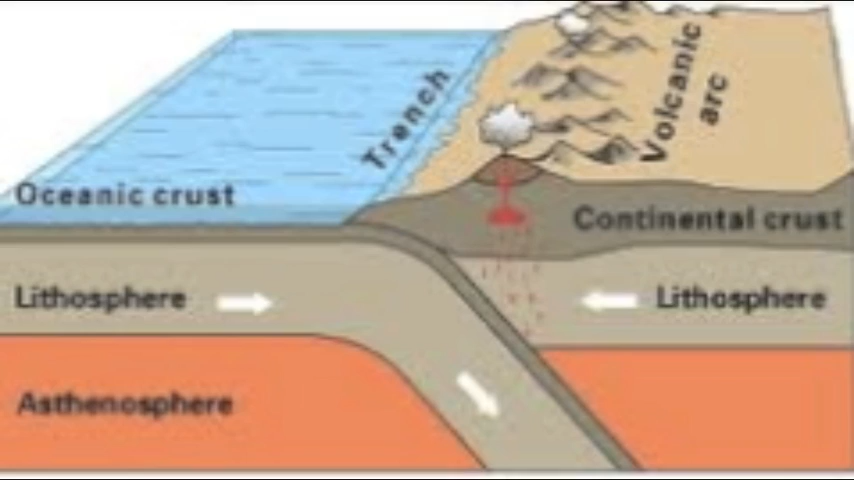 Trench
Volcanic
arc
Oceanic crust
Continental crust
Lithosphere
Lithosphere
Asthenosphere